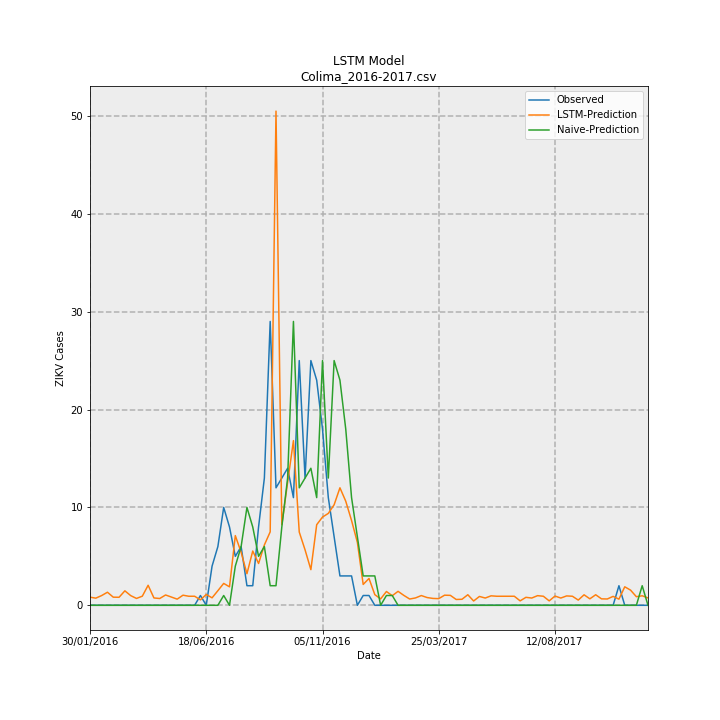 LSTM Model
Colima_2016-2017.csv
Observed
LSTM-Prediction
Naive-Prediction
50
40
30
20
10
0
ZIKV Cases
30/01/2016
18/06/2016
05/11/2016
25/03/2017
12/08/2017
Date